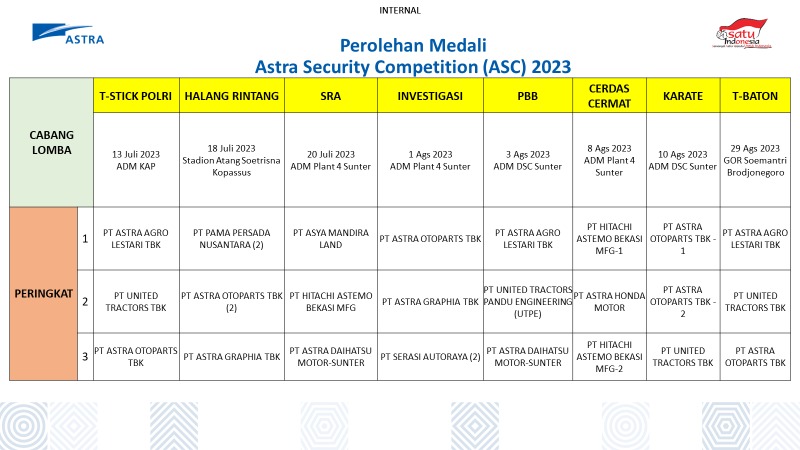 INTERNAL
ASTRA
satu
Indonesia
Perolehan Medali
Astra Security Competition (ASC) 2023
CABANG
LOMBA
T-STICK POLRI
HALANG RINTANG
SRA
INVESTIGASI
PBB
CERDAS
CERMAT
KARATE
T-BATON
13 Juli 2023
ADM KAP
18 Juli 2023
Stadion Atang Soetrisna
Kopassus
20 Juli 2023
ADM Plant 4 Sunter
1 Ags 2023
ADM Plant 4 Sunter
3 Ags 2023
ADM DSC Sunter
8 Ags 2023
ADM Plant 4
Sunter
10 Ags 2023
ADM DSC Sunter
29 Ags 2023
GOR Soemantri
Brodjonegoro
PERINGKAT
1
PT ASTRA AGRO
LESTARI TBK
PT PAMA PERSADA
NUSANTARA (2)
PT ASYA MANDIRA
LAND
PT ASTRA OTOPARTS TBK
PT ASTRA AGRO
LESTARI TBK
PT HITACHI
ASTEMO BEKASI
MFG-1
PT ASTRA
OTOPARTS TBK -
1
PT ASTRA AGRO
LESTARI TBK
2
PT UNITED
TRACTORS TBK
PT ASTRA OTOPARTS TBK
(2)
PT HITACHI ASTEMO
BEKASI MFG
PT ASTRA GRAPHIA TBK
PT UNITED TRACTORS
PANDU ENGINEERING
(UTPE)
PT ASTRA HONDA
MOTOR
PT ASTRA
OTOPARTS TBK -
2
PT UNITED
TRACTORS TBK
3
PT ASTRA OTOPARTS
TBK
PT ASTRA GRAPHIA TBK
PT ASTRA DAIHATSU
MOTOR-SUNTER
PT SERASI AUTORAYA (2)
PT ASTRA DAIHATSU
MOTOR-SUNTER
PT HITACHI
ASTEMO BEKASI
MFG-2
PT UNITED
TRACTORS TBK
PT ASTRA
OTOPARTS TBK